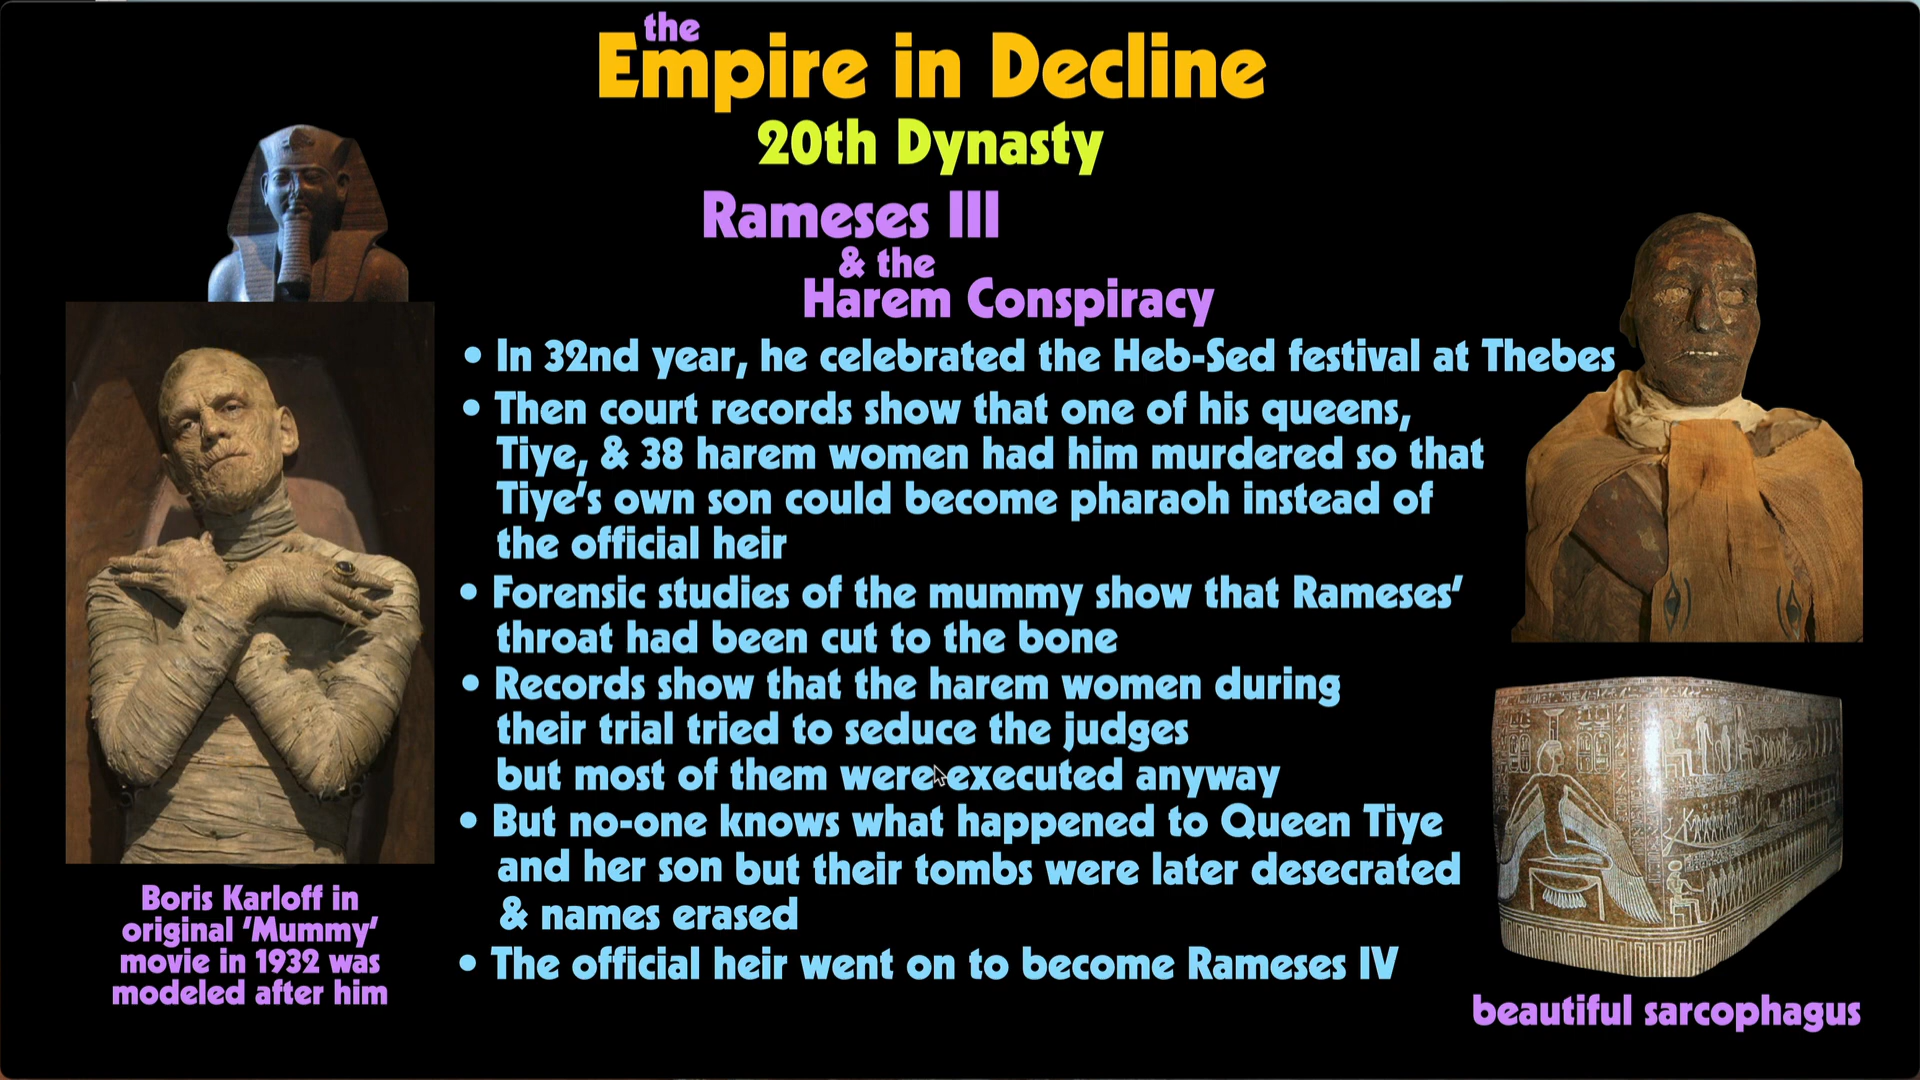 the
Empire in Decline
20th Dynasty
Rameses III
& the
Harem Conspiracy
• In 32nd year, he celebrated the Heb-Sed festival at Thebes
• Then court records show that one of his queens,
Tiye, & 38 harem women had him murdered so that
Tiye's own son could become pharaoh instead of
the official heir
• Forensic studies of the mummy show that Rameses'
throat had been cut to the bone
• Records show that the harem women during
their trial tried to seduce the judges
but most of them were executed anyway
• But no-one knows what happened to Queen Tiye
and her son but their tombs were later desecrated
& names erased
• The official heir went on to become Rameses IV
Boris Karloff in
original 'Mummy'
movie in 1932 was
modeled after him
beautiful sarcophagus